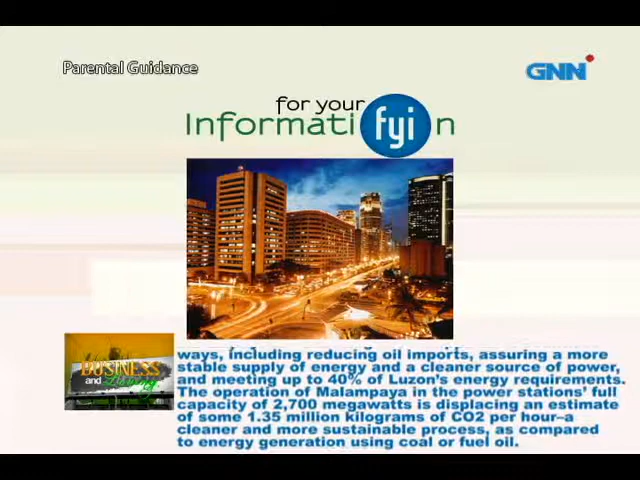 Parental Guidance
GNN
for your
Informati fyi n
BUSINESS
and Living
ways, including reducing oil imports, assuring a more
stable supply of energy and a cleaner source of power,
and meeting up to 40% of Luzon's energy requirements.
The operation of Malampaya in the power stations' full
capacity of 2,700 megawatts is displacing an estimate
of some 1.35 million kilograms of CO2 per hour–a
cleaner and more sustainable process, as compared
to energy generation using coal or fuel oil.